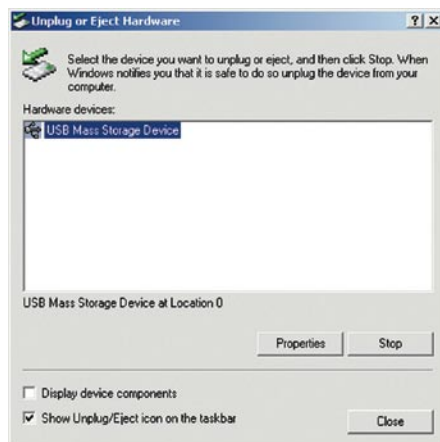 Unplug or Eject Hardware
Select the device you want to unplug or eject, and then click Stop. When
Windows notifies you that it is safe to do so unplug the device from your
computer.
Hardware devices:
USB Mass Storage Device
USB Mass Storage Device at Location 0
Properties
Stop
Display device components
Show Unplug/Eject icon on the taskbar
Close